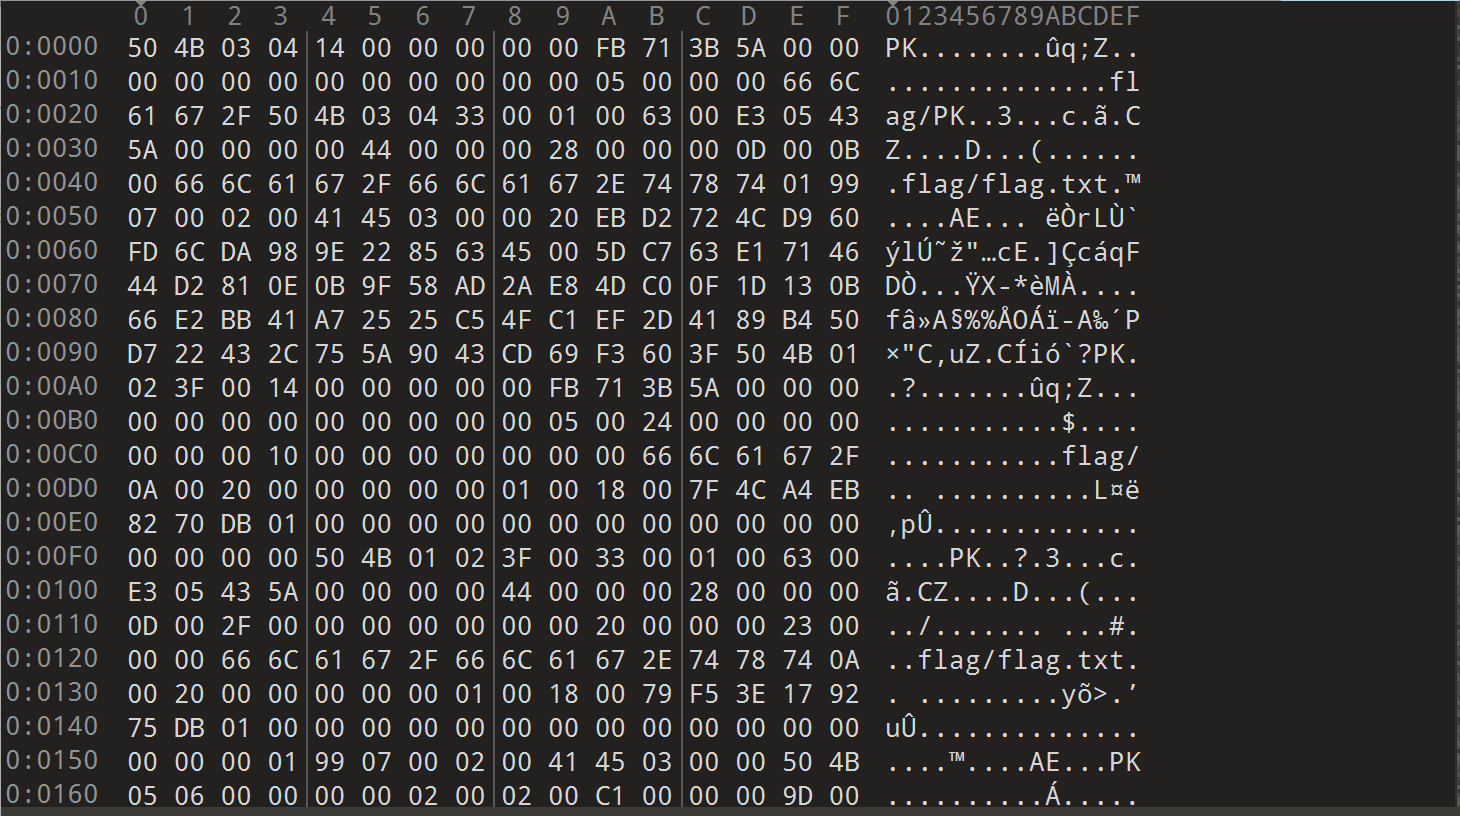 0 1 2 3 4 5 6 7 8 9 A B C D E F 0123456789ABCDEF
0:0000 50 4B 03 04 14 00 00 00 00 00 FB 71 3B 5A 00 00 PK........ûq;Z..
0:0010 00 00 00 00 00 00 00 00 00 00 05 00 00 00 66 6C ..............fl
0:0020 61 67 2F 50 4B 03 04 33 00 01 00 63 00 E3 05 43 ag/PK..3...c.ã.C
0:0030 5A 00 00 00 00 44 00 00 00 28 00 00 00 0D 00 0B Z....D...(......
0:0040 00 66 6C 61 67 2F 66 6C 61 67 2E 74 78 74 01 99 .flag/flag.txt.™
0:0050 07 00 02 00 41 45 03 00 00 20 EB D2 72 4C D9 60 ....AE... ëÒrLÙ`
0:0060 FD 6C DA 98 9E 22 85 63 45 00 5D C7 63 E1 71 46 ýlÚ˜ž"…cE.]ÇcáqF
0:0070 44 D2 81 0E 0B 9F 58 AD 2A E8 4D C0 0F 1D 13 0B DÒ...ŸX-*èMÀ....
0:0080 66 E2 BB 41 A7 25 25 C5 4F C1 EF 2D 41 89 B4 50 fâ»A§%%ÅOÁï-A‰´P
0:0090 D7 22 43 2C 75 5A 90 43 CD 69 F3 60 3F 50 4B 01 ×"C,uZ.CÍió`?PK.
0:00A0 02 3F 00 14 00 00 00 00 00 FB 71 3B 5A 00 00 00 .?.......ûq;Z...
0:00B0 00 00 00 00 00 00 00 00 00 05 00 24 00 00 00 00 ...........$....
0:00C0 00 00 00 10 00 00 00 00 00 00 00 66 6C 61 67 2F ...........flag/
0:00D0 0A 00 20 00 00 00 00 00 01 00 18 00 7F 4C A4 EB .. ..........L¤ë
0:00E0 82 70 DB 01 00 00 00 00 00 00 00 00 00 00 00 00 ‚pÛ.............
0:00F0 00 00 00 00 50 4B 01 02 3F 00 33 00 01 00 63 00 ....PK..?.3...c.
0:0100 E3 05 43 5A 00 00 00 00 44 00 00 00 28 00 00 00 ã.CZ....D...(...
0:0110 0D 00 2F 00 00 00 00 00 00 00 20 00 00 00 23 00 ../....... ...#.
0:0120 00 00 66 6C 61 67 2F 66 6C 61 67 2E 74 78 74 0A ..flag/flag.txt.
0:0130 00 20 00 00 00 00 00 01 00 18 00 79 F5 3E 17 92 . .........yõ>.’
0:0140 75 DB 01 00 00 00 00 00 00 00 00 00 00 00 00 00 uÛ..............
0:0150 00 00 00 01 99 07 00 02 00 41 45 03 00 00 50 4B ....™....AE...PK
0:0160 05 06 00 00 00 00 02 00 02 00 C1 00 00 00 9D 00 ..........Á.....